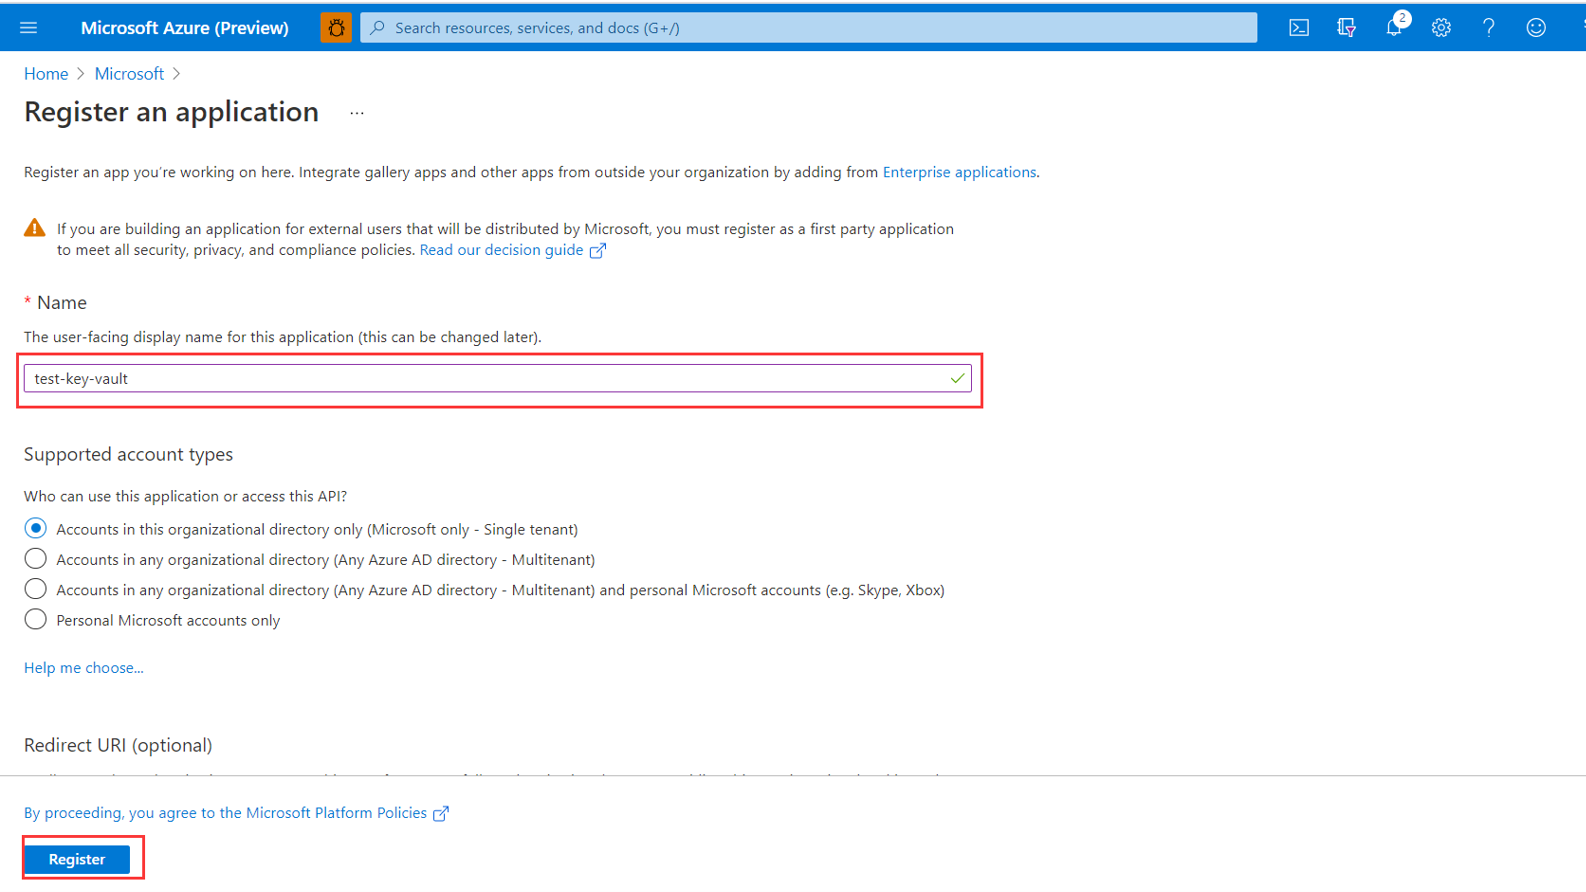 Microsoft Azure (Preview)
Search resources, services, and docs (G+/)
2
Home > Microsoft >
Register an application ...
Register an app you're working on here. Integrate gallery apps and other apps from outside your organization by adding from Enterprise applications.
If you are building an application for external users that will be distributed by Microsoft, you must register as a first party application
to meet all security, privacy, and compliance policies. Read our decision guide
* Name
The user-facing display name for this application (this can be changed later).
test-key-vault
Supported account types
Who can use this application or access this API?
Accounts in this organizational directory only (Microsoft only - Single tenant)
Accounts in any organizational directory (Any Azure AD directory - Multitenant)
Accounts in any organizational directory (Any Azure AD directory - Multitenant) and personal Microsoft accounts (e.g. Skype, Xbox)
Personal Microsoft accounts only
Help me choose...
Redirect URI (optional)
By proceeding, you agree to the Microsoft Platform Policies
Register